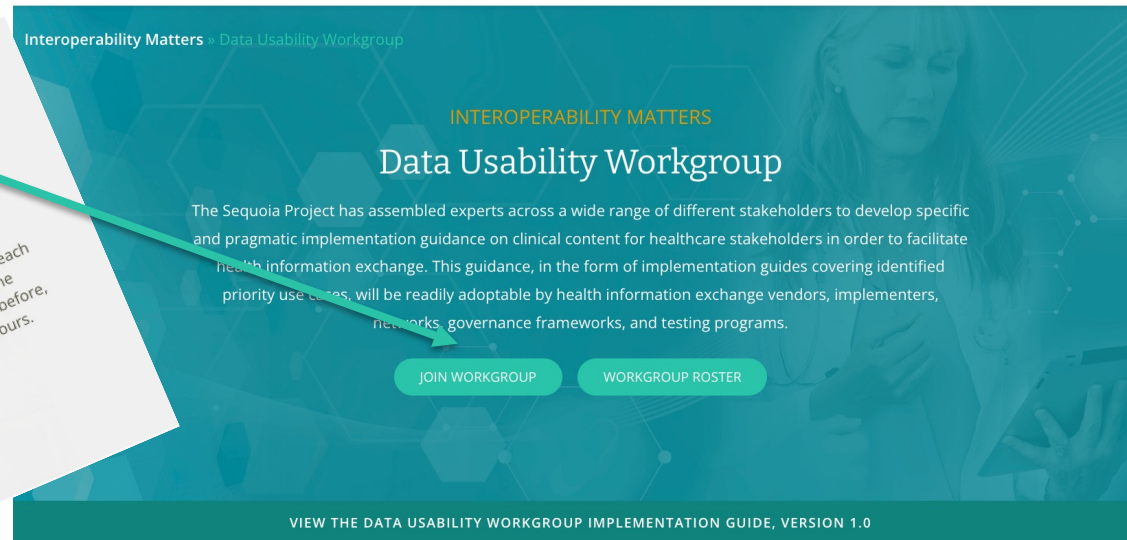 Interoperability Matters » Data Usability Workgroup
INTEROPERABILITY MATTERS
Data Usability Workgroup
The Sequoia Project has assembled experts across a wide range of different stakeholders to develop specific
and pragmatic implementation guidance on clinical content for healthcare stakeholders in order to facilitate
health information exchange. This guidance, in the form of implementation guides covering identified
priority use cases, will be readily adoptable by health information exchange vendors, implementers,
networks, governance frameworks, and testing programs.
JOIN WORKGROUP
WORKGROUP ROSTER
VIEW THE DATA USABILITY WORKGROUP IMPLEMENTATION GUIDE, VERSION 1.0
each
before,
ours.